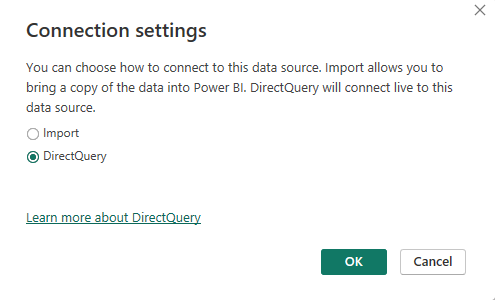 Connection settings
You can choose how to connect to this data source. Import allows you to
bring a copy of the data into Power BI. DirectQuery will connect live to this
data source.
Import
DirectQuery
Learn more about DirectQuery
OK
Cancel